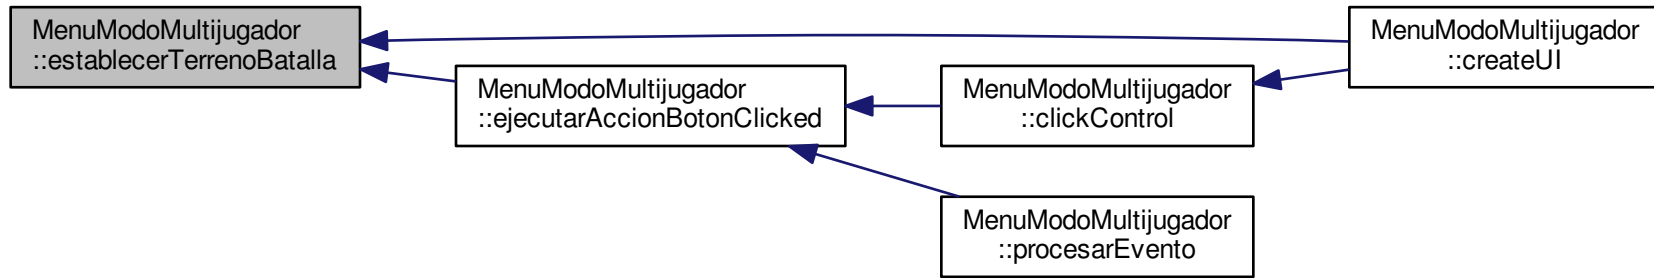 MenuModoMultijugador
::establecerTerrenoBatalla
MenuModoMultijugador
::ejecutarAccionBotonClicked
MenuModoMultijugador
::clickControl
MenuModoMultijugador
::createUI
MenuModoMultijugador
::procesarEvento